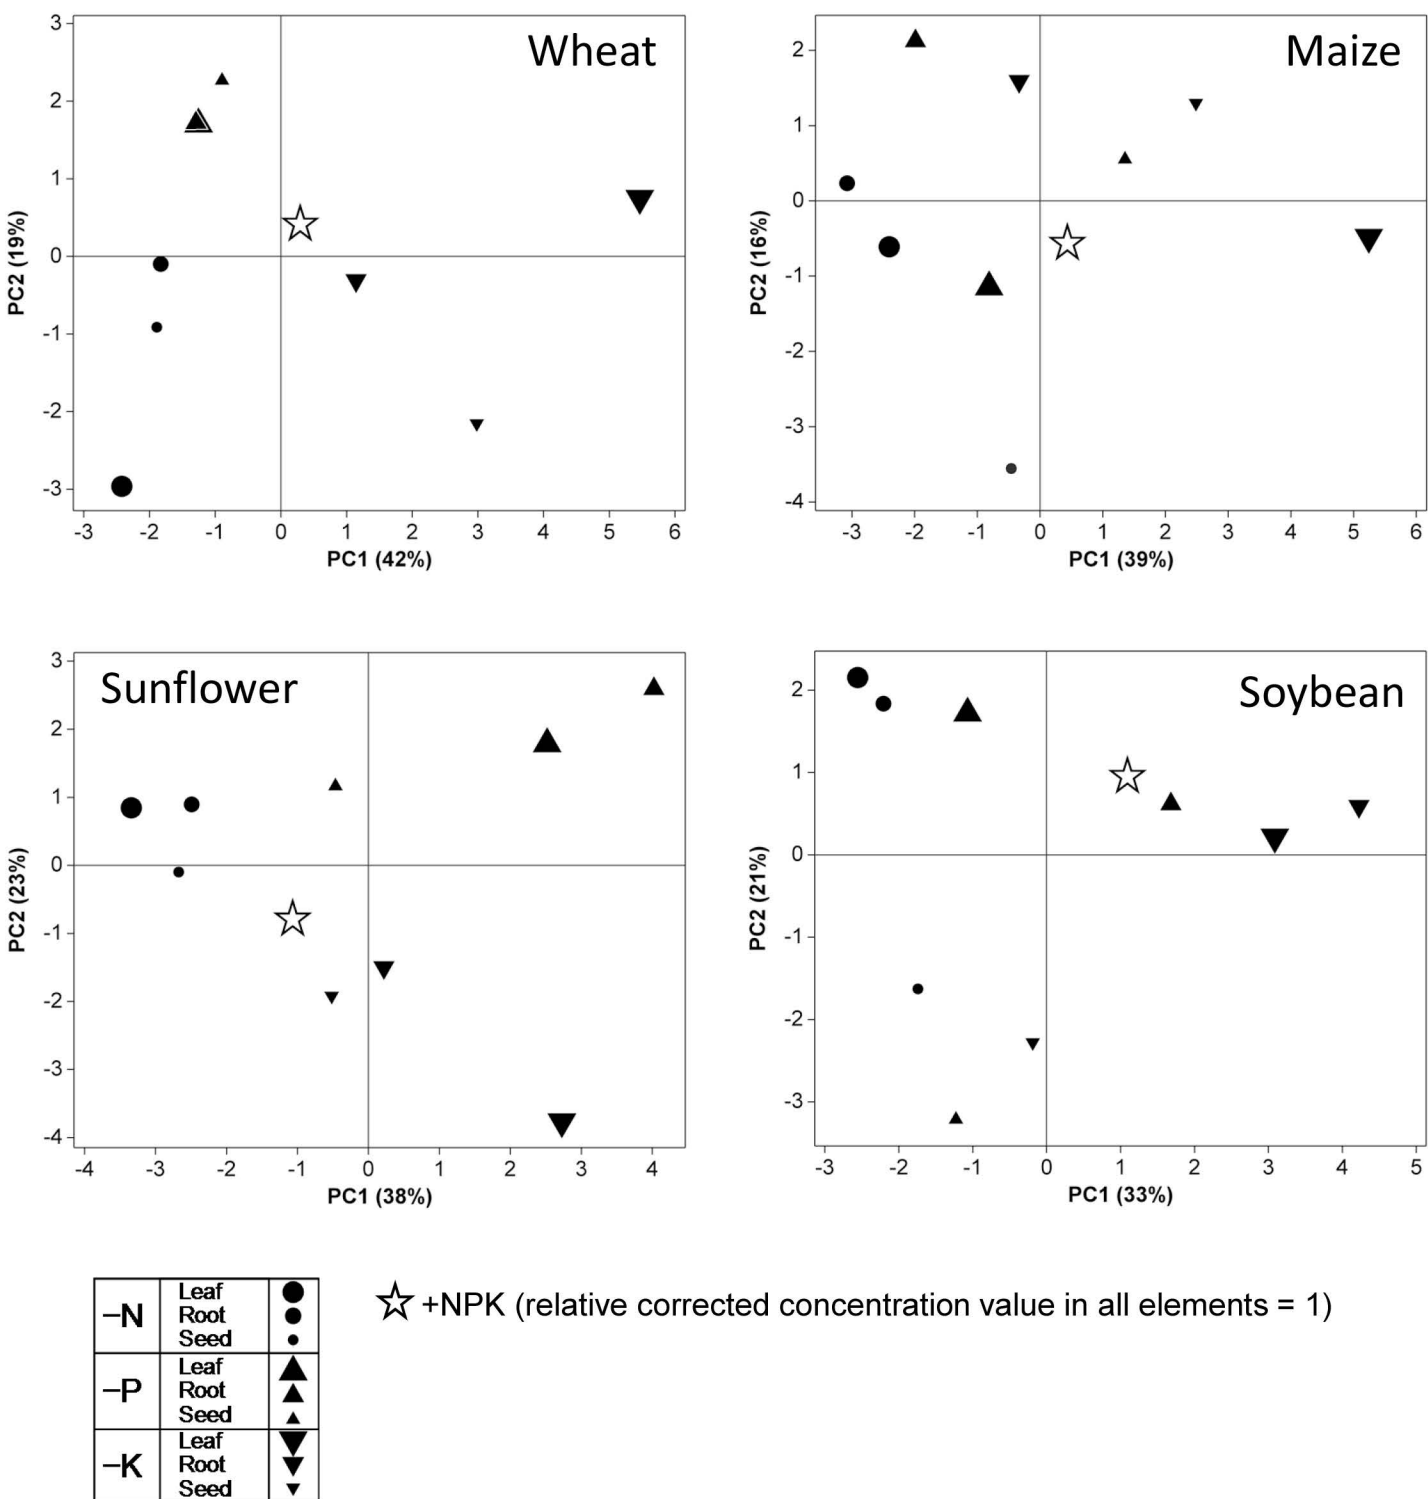 Wheat
3
2
1
0
-1
-2
-3
PC2 (19%)
-3 -2 -1 0 1 2 3 4 5 6
PC1 (42%)
Maize
2
1
0
-1
-2
-3
-4
PC2 (16%)
-3 -2 -1 0 1 2 3 4 5 6
PC1 (39%)
Sunflower
3
2
1
0
-1
-2
-3
-4
PC2 (23%)
-4 -3 -2 -1 0 1 2 3 4
PC1 (38%)
Soybean
2
1
0
-1
-2
-3
PC2 (21%)
-3 -2 -1 0 1 2 3 4 5
PC1 (33%)
–N
Leaf
Root
Seed
–P
Leaf
Root
Seed
–K
Leaf
Root
Seed
+NPK (relative corrected concentration value in all elements = 1)